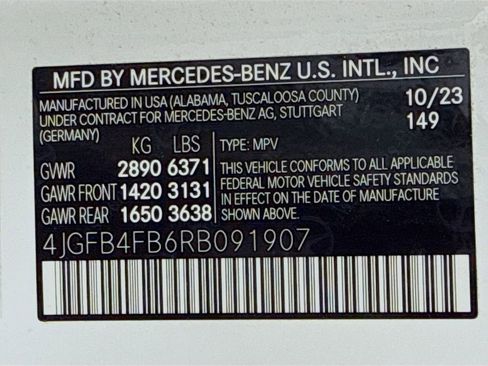 MFD BY MERCEDES-BENZ U.S. INTL., INC
MANUFACTURED IN USA (ALABAMA, TUSCALOOSA COUNTY) 10/23
UNDER CONTRACT FOR MERCEDES-BENZ AG, STUTTGART 149
(GERMANY)
KG LBS TYPE: MPV
GVWR 2890 6371 THIS VEHICLE CONFORMS TO ALL APPLICABLE
GAWR FRONT 1420 3131 FEDERAL MOTOR VEHICLE SAFETY STANDARDS
IN EFFECT ON THE DATE OF MANUFACTURE
GAWR REAR 1650 3638 SHOWN ABOVE.
4JGFB4FB6RB091907